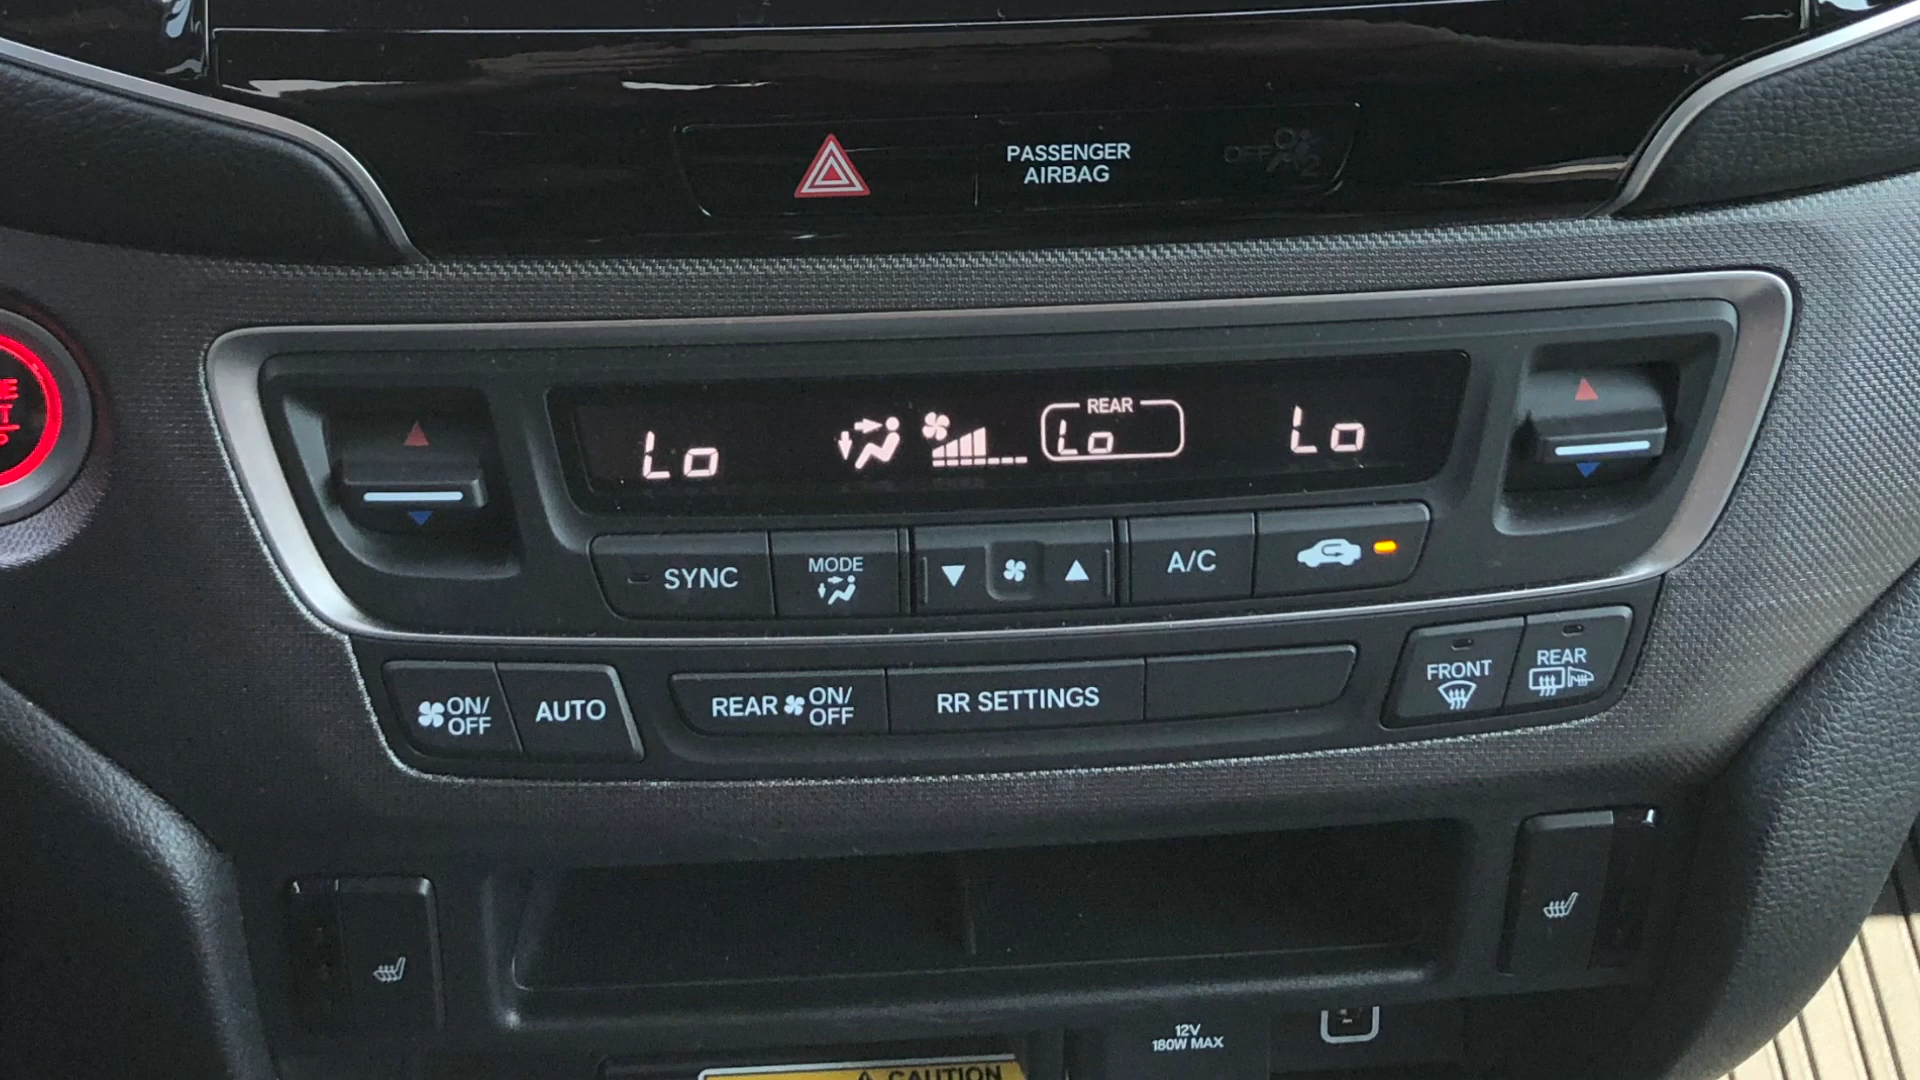 PASSENGER
AIRBAG
OFF
2
REAR
Lo
Lo
Lo
SYNC
MODE
A/C
ON/
OFF
AUTO
REAR ON/
OFF
RR SETTINGS
FRONT
REAR
12V
180W MAX
CAUTION